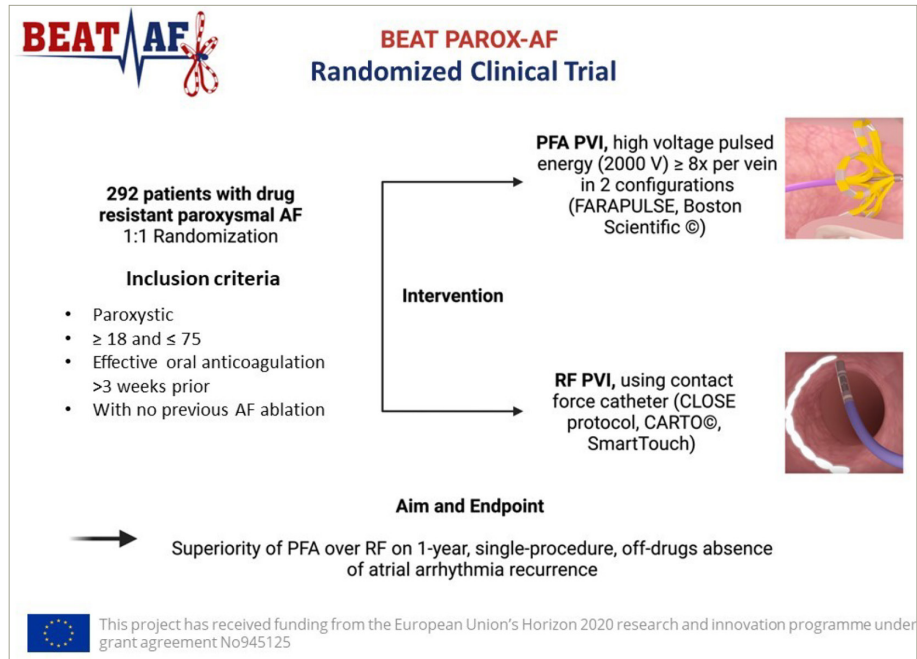 BEAT AF
BEAT PAROX-AF
Randomized Clinical Trial
292 patients with drug
resistant paroxysmal AF
1:1 Randomization
Inclusion criteria
• Paroxystic
• ≥ 18 and ≤ 75
• Effective oral anticoagulation
>3 weeks prior
• With no previous AF ablation
Intervention
PFA PVI, high voltage pulsed
energy (2000 V) ≥ 8x per vein
in 2 configurations
(FARAPULSE, Boston
Scientific ©)
RF PVI, using contact
force catheter (CLOSE
protocol, CARTO©,
SmartTouch)
Aim and Endpoint
Superiority of PFA over RF on 1-year, single-procedure, off-drugs absence
of atrial arrhythmia recurrence
This project has received funding from the European Union's Horizon 2020 research and innovation programme under
grant agreement No945125